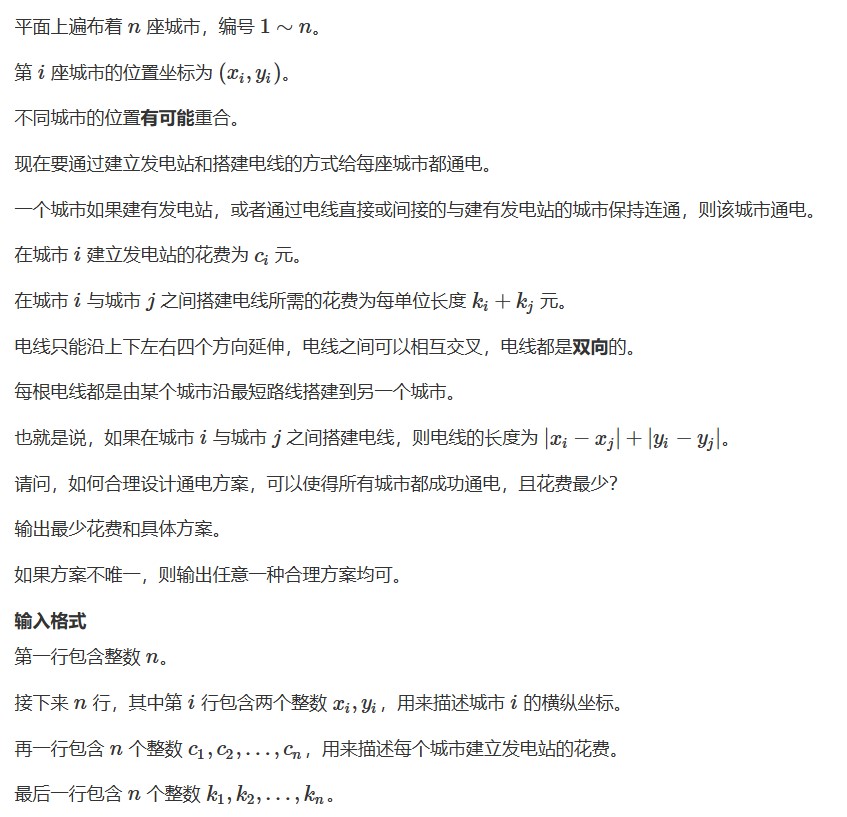 平面上遍布着 n 座城市，编号 1 ∼ n。
第 i 座城市的位置坐标为 (x_i, y_i)。
不同城市的位置有可能重合。
现在要通过建立发电站和搭建电线的方式给每座城市都通电。
一个城市如果建有发电站，或者通过电线直接或间接的与建有发电站的城市保持连通，则该城市通电。
在城市 i 建立发电站的花费为 c_i 元。
在城市 i 与城市 j 之间搭建电线所需的花费为每单位长度 k_i + k_j 元。
电线只能沿上下左右四个方向延伸，电线之间可以相互交叉，电线都是双向的。
每根电线都是由某个城市沿最短路线搭建到另一个城市。
也就是说，如果在城市 i 与城市 j 之间搭建电线，则电线的长度为 |x_i − x_j| + |y_i − y_j|。
请问，如何合理设计通电方案，可以使得所有城市都成功通电，且花费最少？
输出最少花费和具体方案。
如果方案不唯一，则输出任意一种合理方案均可。
输入格式
第一行包含整数 n。
接下来 n 行，其中第 i 行包含两个整数 x_i, y_i，用来描述城市 i 的横纵坐标。
再一行包含 n 个整数 c_1, c_2, …, c_n，用来描述每个城市建立发电站的花费。
最后一行包含 n 个整数 k_1, k_2, …, k_n。